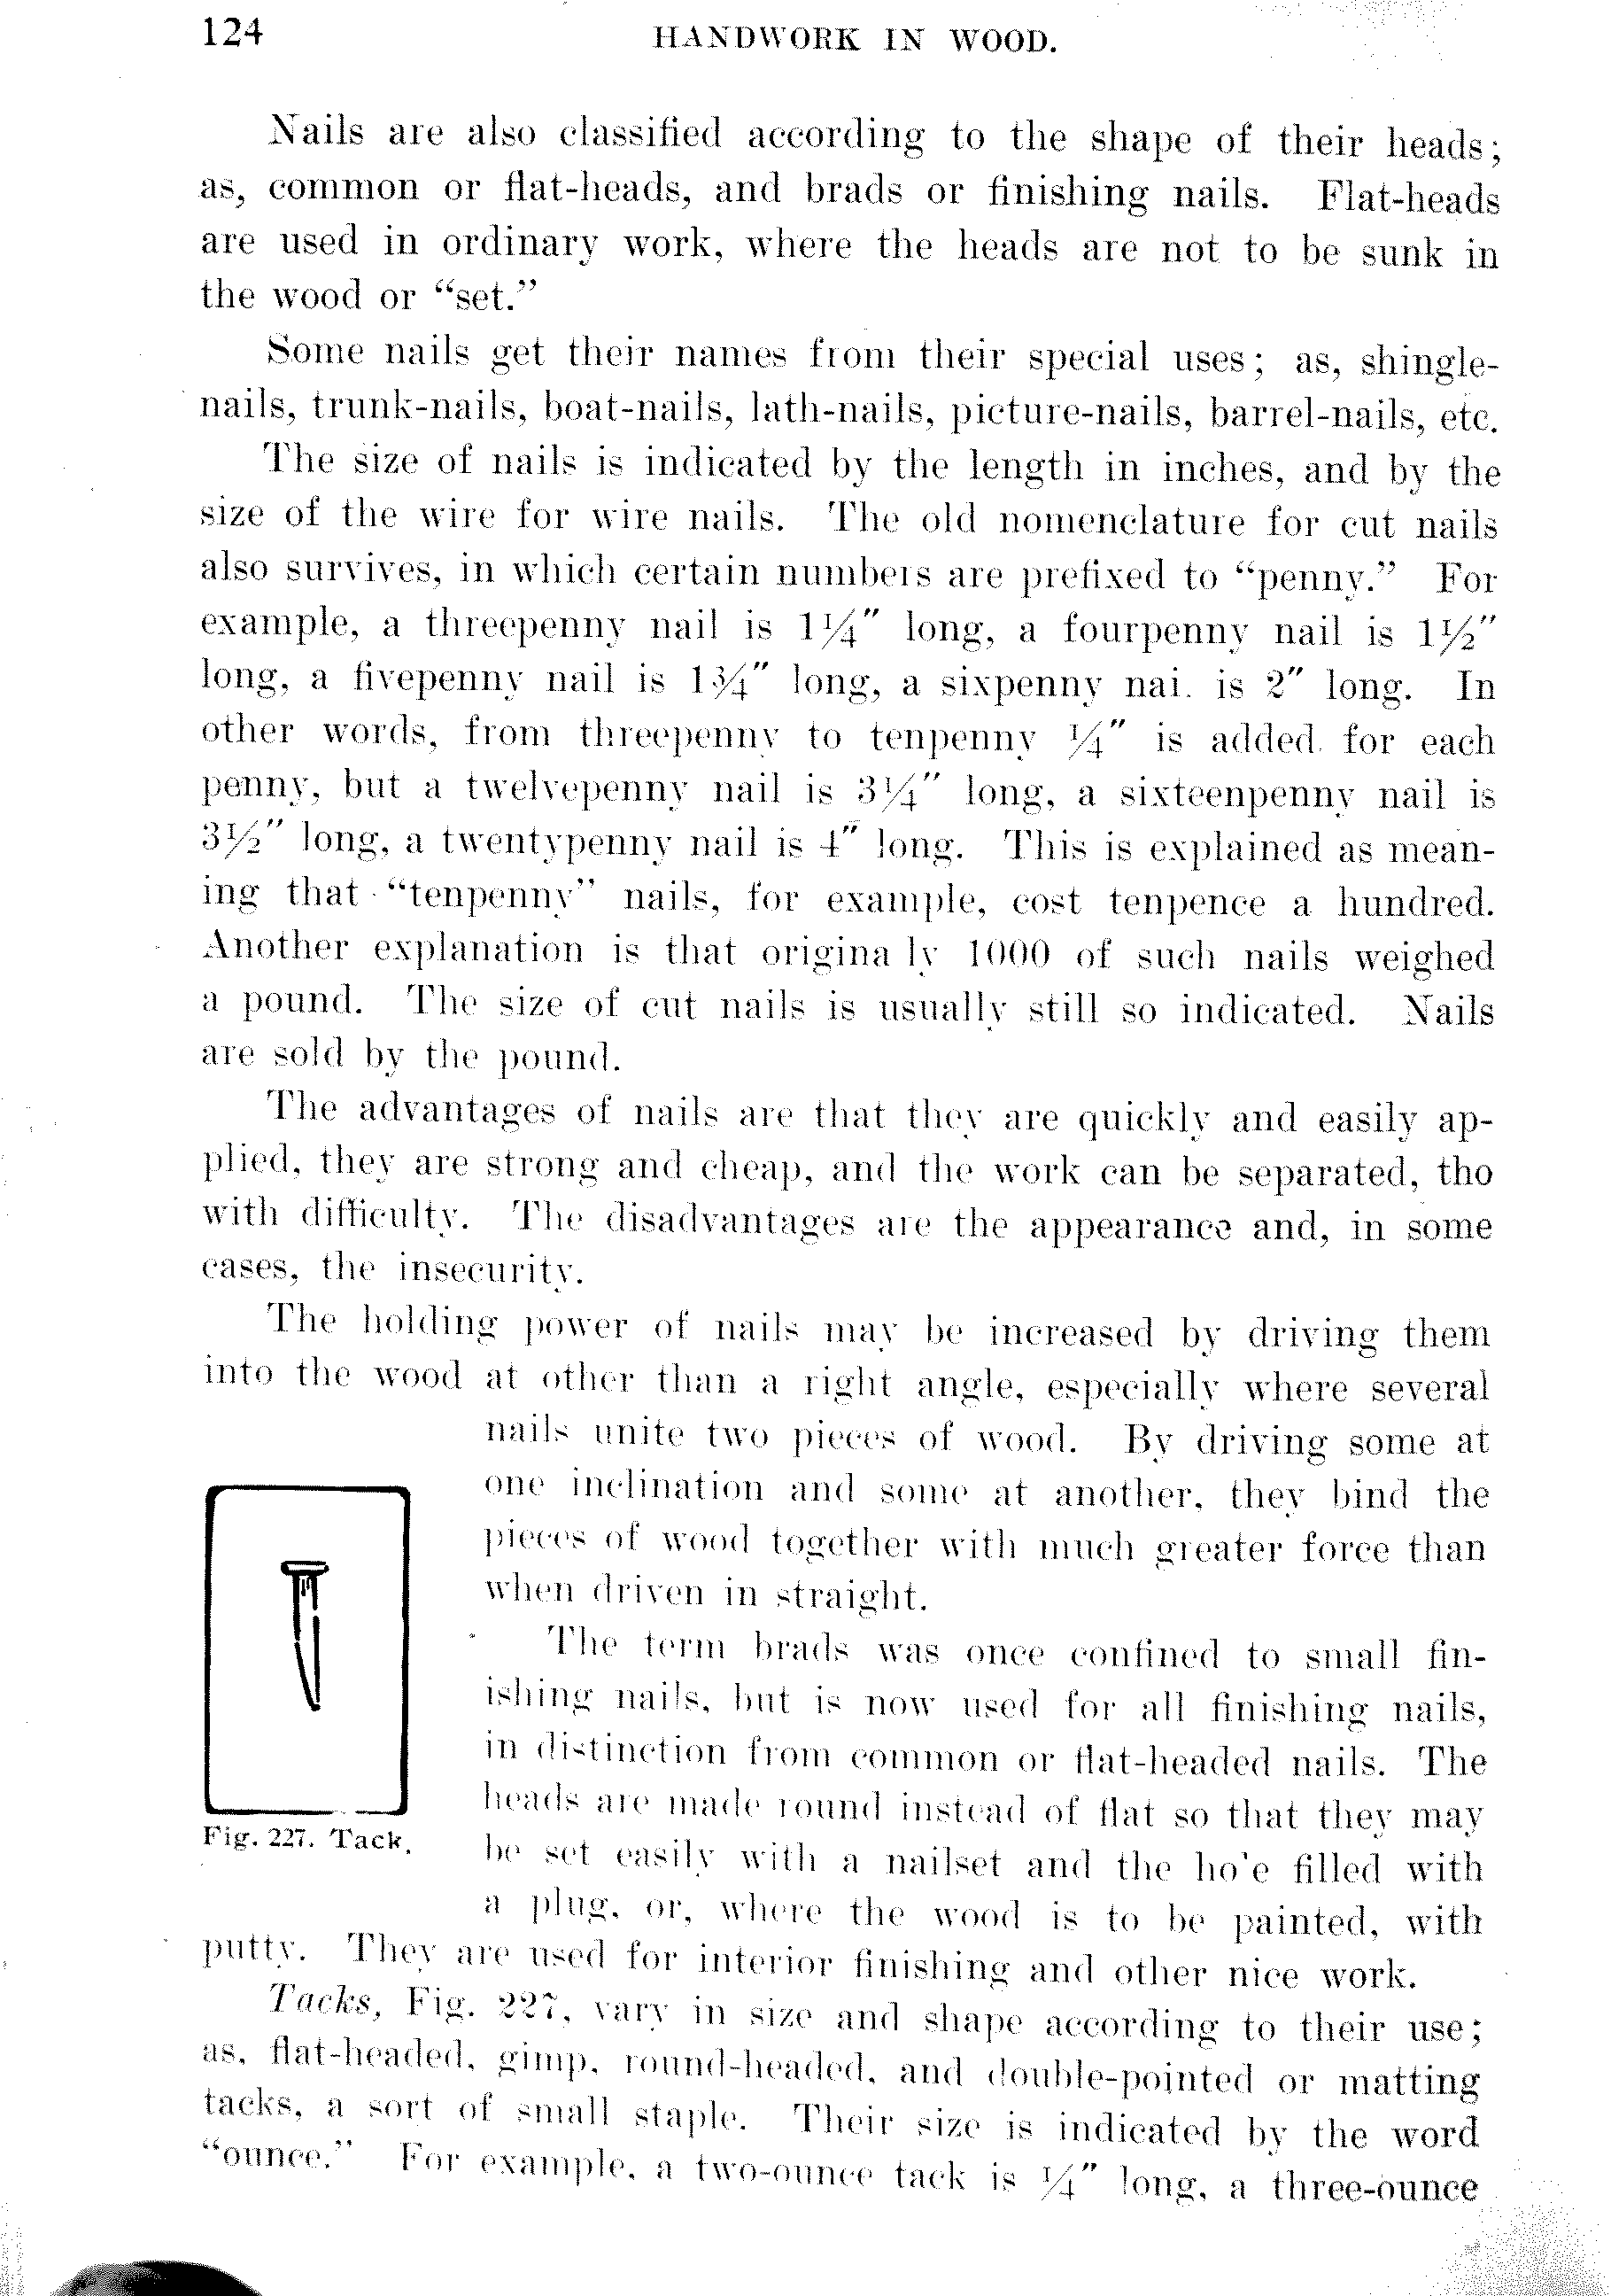 124
HANDWORK IN WOOD.
Nails are also classified according to the shape of their heads;
as, common or flat-heads, and brads or finishing nails. Flat-heads
are used in ordinary work, where the heads are not to be sunk in
the wood or “set.”
Some nails get their names from their special uses; as, shingle-
nails, trunk-nails, boat-nails, lath-nails, picture-nails, barrel-nails, etc.
The size of nails is indicated by the length in inches, and by the
size of the wire for wire nails. The old nomenclature for cut nails
also survives, in which certain numbers are prefixed to “penny.” For
example, a threepenny nail is 1¼″ long, a fourpenny nail is 1½″
long, a fivepenny nail is 1¾″ long, a sixpenny nai. is 2″ long. In
other words, from threepenny to tenpenny ¼″ is added for each
penny, but a twelvepenny nail is 3¼″ long, a sixteenpenny nail is
3½″ long, a twentypenny nail is 4″ long. This is explained as mean-
ing that “tenpenny” nails, for example, cost tenpence a hundred.
Another explanation is that origina ly 1000 of such nails weighed
a pound. The size of cut nails is usually still so indicated. Nails
are sold by the pound.
The advantages of nails are that they are quickly and easily ap-
plied, they are strong and cheap, and the work can be separated, tho
with difficulty. The disadvantages are the appearance and, in some
cases, the insecurity.
The holding power of nails may be increased by driving them
into the wood at other than a right angle, especially where several
nails unite two pieces of wood. By driving some at
one inclination and some at another, they bind the
pieces of wood together with much greater force than
when driven in straight.
The term brads was once confined to small fin-
ishing nails, but is now used for all finishing nails,
in distinction from common or flat-headed nails. The
heads are made round instead of flat so that they may
be set easily with a nailset and the ho'e filled with
a plug, or, where the wood is to be painted, with
putty. They are used for interior finishing and other nice work.
Fig. 227. Tack.
Tacks, Fig. 227, vary in size and shape according to their use;
as, flat-headed, gimp, round-headed, and double-pointed or matting
tacks, a sort of small staple. Their size is indicated by the word
“ounce.” For example, a two-ounce tack is ¼″ long, a three-ounce